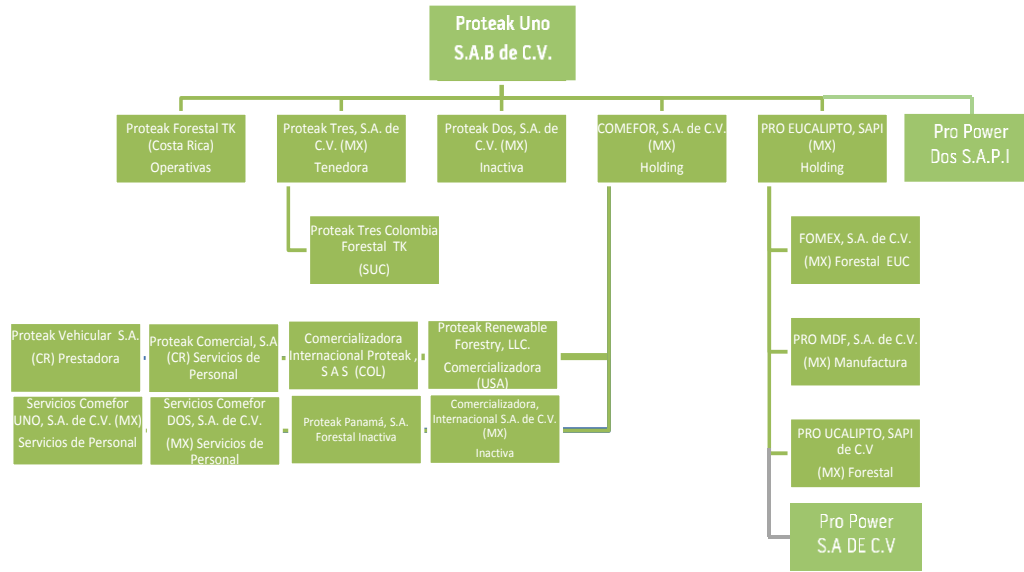 Proteak Uno
S.A.B de C.V.
Proteak Forestal TK
(Costa Rica)
Operativas
Proteak Tres, S.A. de
C.V. (MX)
Tenedora
Proteak Dos, S.A. de
C.V. (MX)
Inactiva
COMEFOR, S.A. de C.V.
(MX)
Holding
PRO EUCALIPTO, SAPI
(MX)
Holding
Pro Power
Dos S.A.P.I
Proteak Tres Colombia
Forestal TK
(SUC)
FOMEX, S.A. de C.V.
(MX) Forestal EUC
Proteak Vehicular S.A.
(CR) Prestadora
Proteak Comercial, S.A
(CR) Servicios de
Personal
Comercializadora
Internacional Proteak ,
S A S (COL)
Proteak Renewable
Forestry, LLC.
Comercializadora
(USA)
PRO MDF, S.A. de C.V.
(MX) Manufactura
Servicios Comefor
UNO, S.A. de C.V. (MX)
Servicios de Personal
Servicios Comefor
DOS, S.A. de C.V.
(MX) Servicios de
Personal
Proteak Panamá, S.A.
Forestal Inactiva
Comercializadora,
Internacional S.A. de C.V.
(MX)
Inactiva
PRO UCALIPTO, SAPI
de C.V
(MX) Forestal
Pro Power
S.A DE C.V